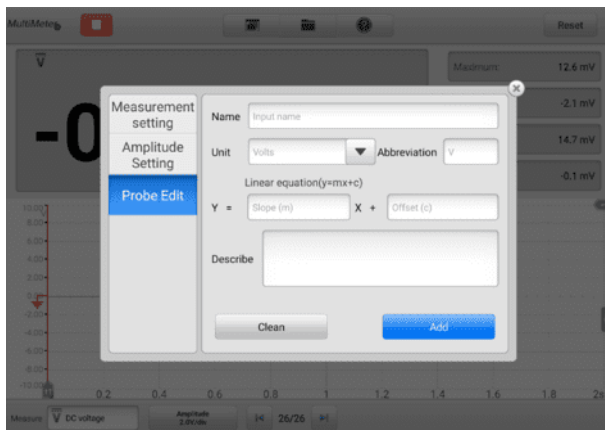 MultiMeter
Reset
Maximum: 12.6 mV
-2.1 mV
14.7 mV
-0.1 mV
-0
Measurement setting
Amplitude Setting
Probe Edit
Name Input name
Unit Volts Abbreviation V
Linear equation(y=mx+c)
Y = Slope (m) X + Offset (c)
Describe
Clean Add
10.00
8.00
6.00
4.00
2.00
0.00
-2.00
-4.00
-6.00
-8.00
-10.00
0.2 0.4 0.6 0.8 1 1.2 1.4 1.6 1.8 2s
Measure V DC voltage Amplitude 2.0V/div 26/26